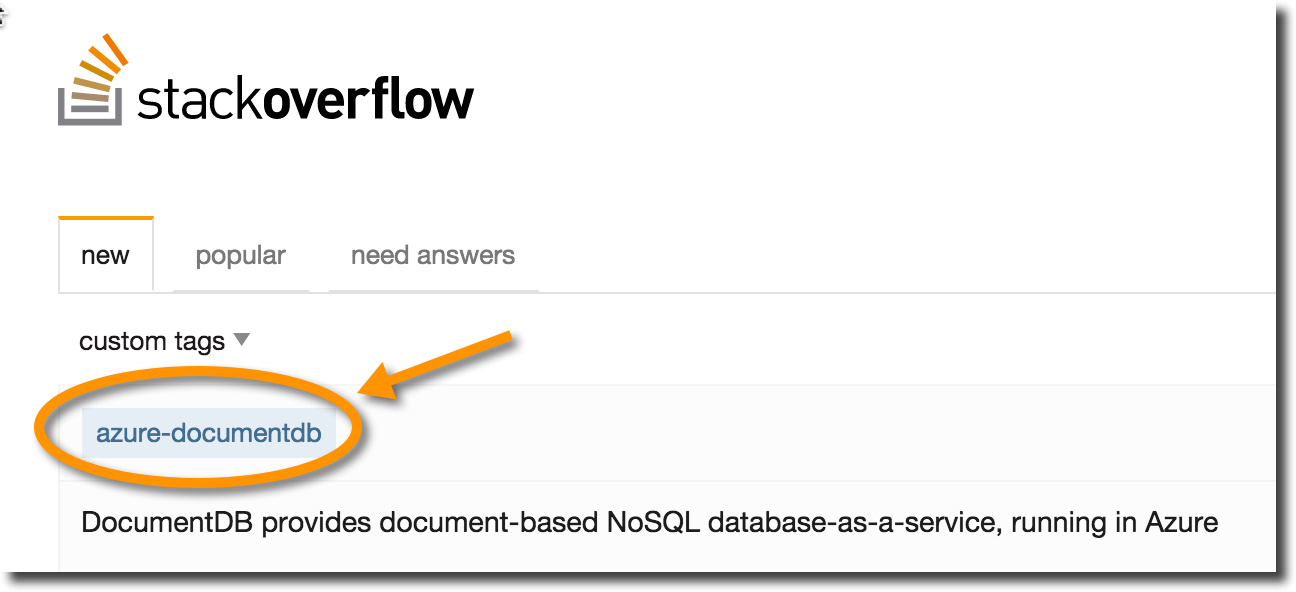 stackoverflow
new popular need answers
custom tags
azure-documentdb
DocumentDB provides document-based NoSQL database-as-a-service, running in Azure